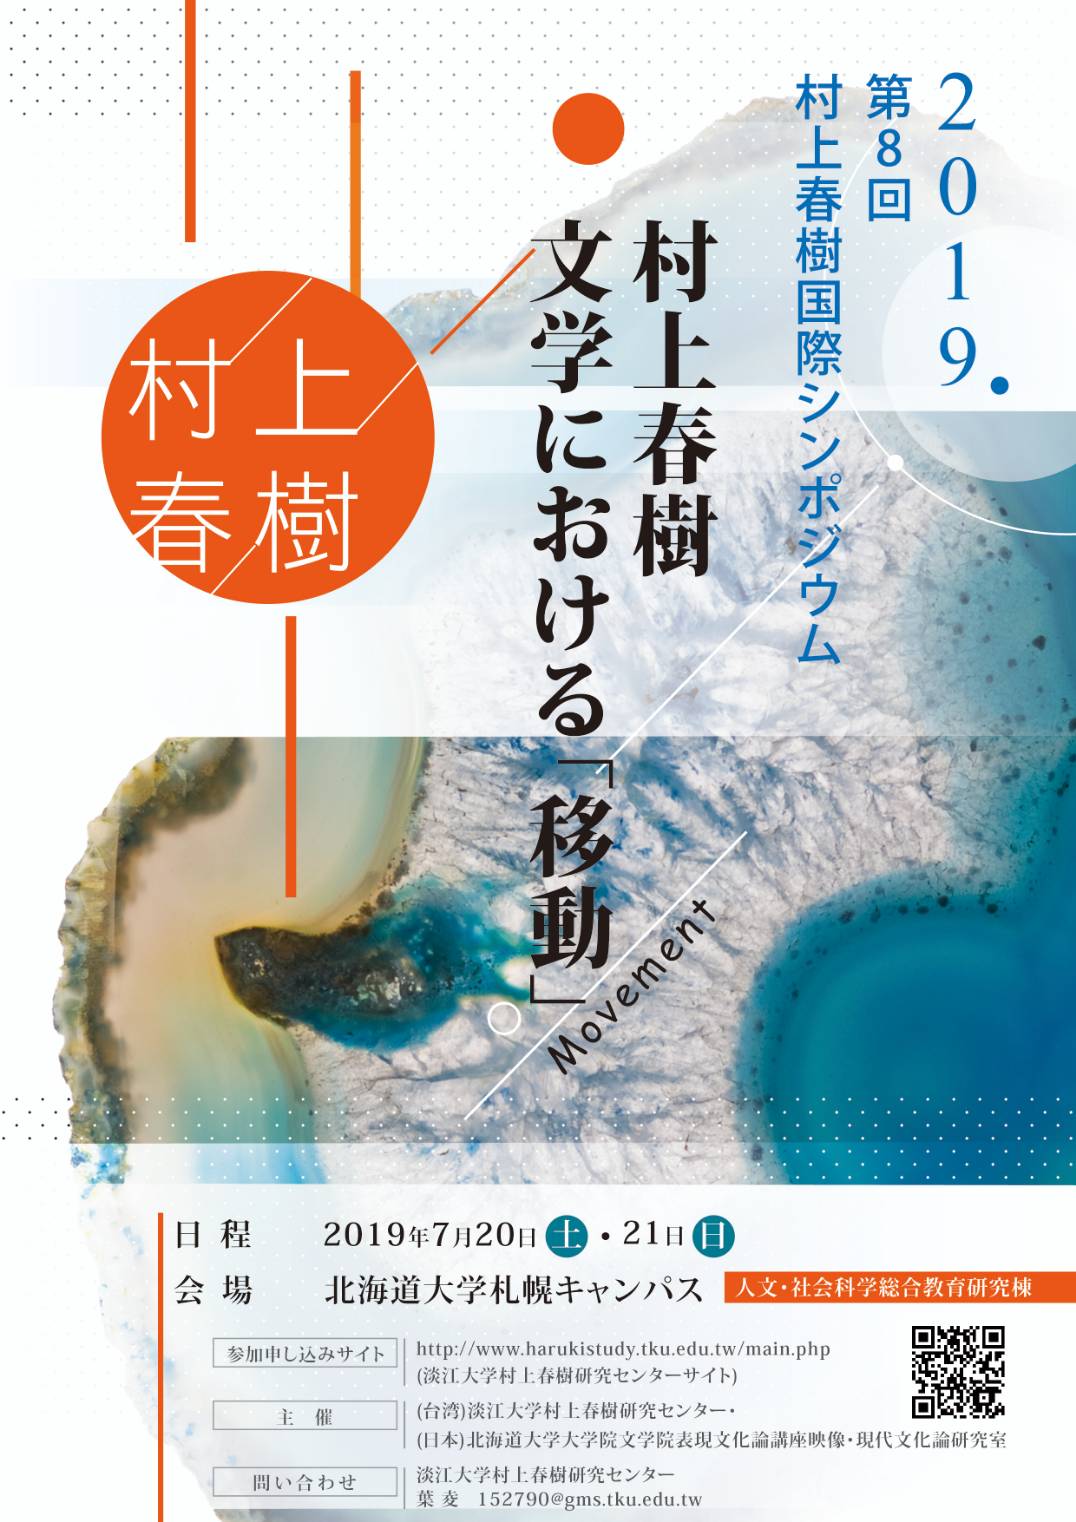 2019.
第8回
村上春樹国際シンポジウム
村上春樹
文学における「移動」
Movement
村上
春樹
日程 2019年7月20日土・21日日
会場 北海道大学札幌キャンパス 人文・社会科学総合教育研究棟
参加申し込みサイト http://www.harukistudy.tku.edu.tw/main.php
(淡江大学村上春樹研究センターサイト)
主催 (台湾)淡江大学村上春樹研究センター・
(日本)北海道大学大学院文学院表現文化論講座映像・現代文化論研究室
問い合わせ 淡江大学村上春樹研究センター
葉夌 152790@gms.tku.edu.tw